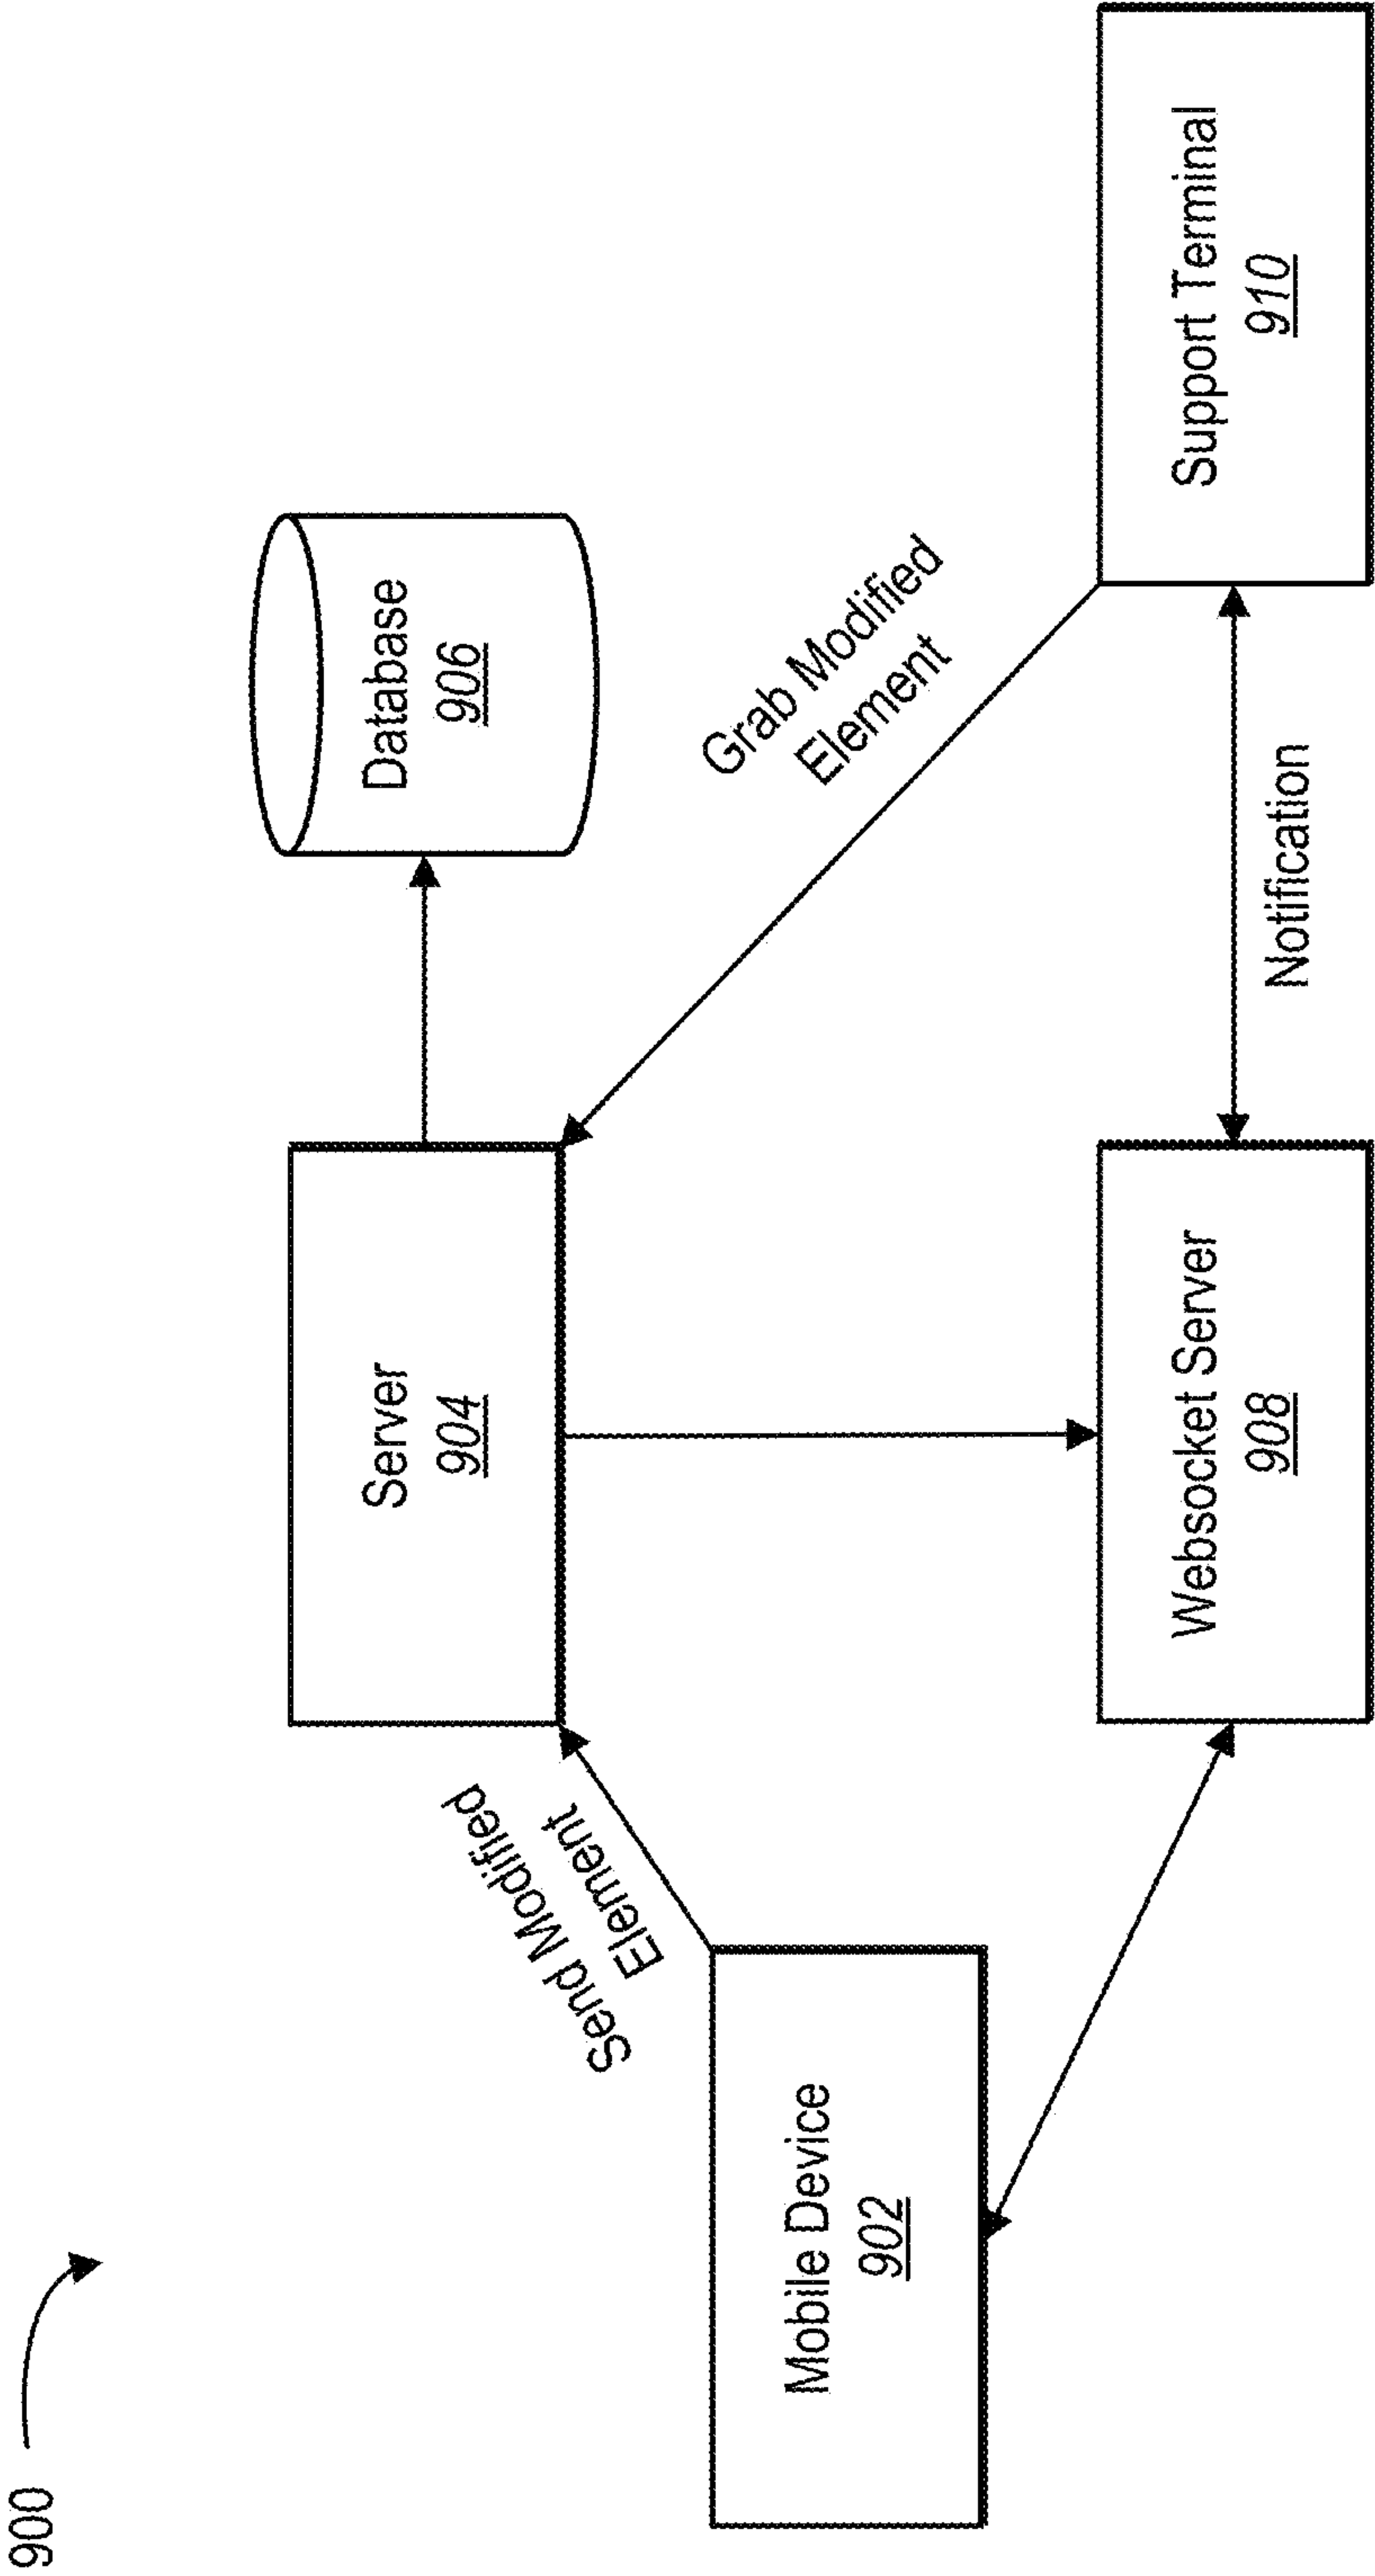 900
Server
904
Database
906
Send Modified
Element
Grab Modified
Element
Mobile Device
902
Websocket Server
908
Notification
Support Terminal
910